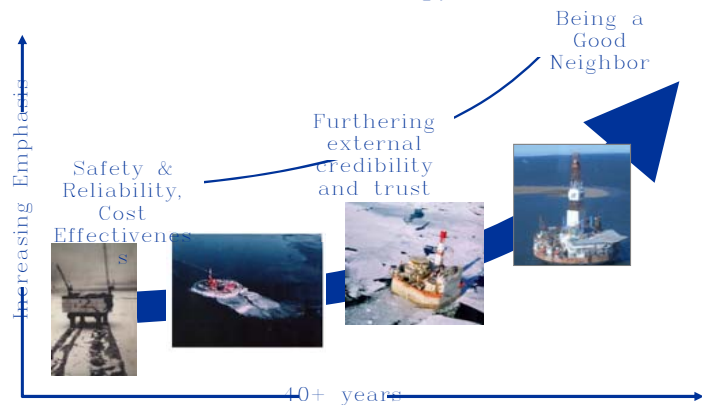 Being a
Good
Neighbor
Furthering
external
credibility
and trust
Safety &
Reliability,
Cost
Effectivenes
s
Increasing Emphasis
40+ years